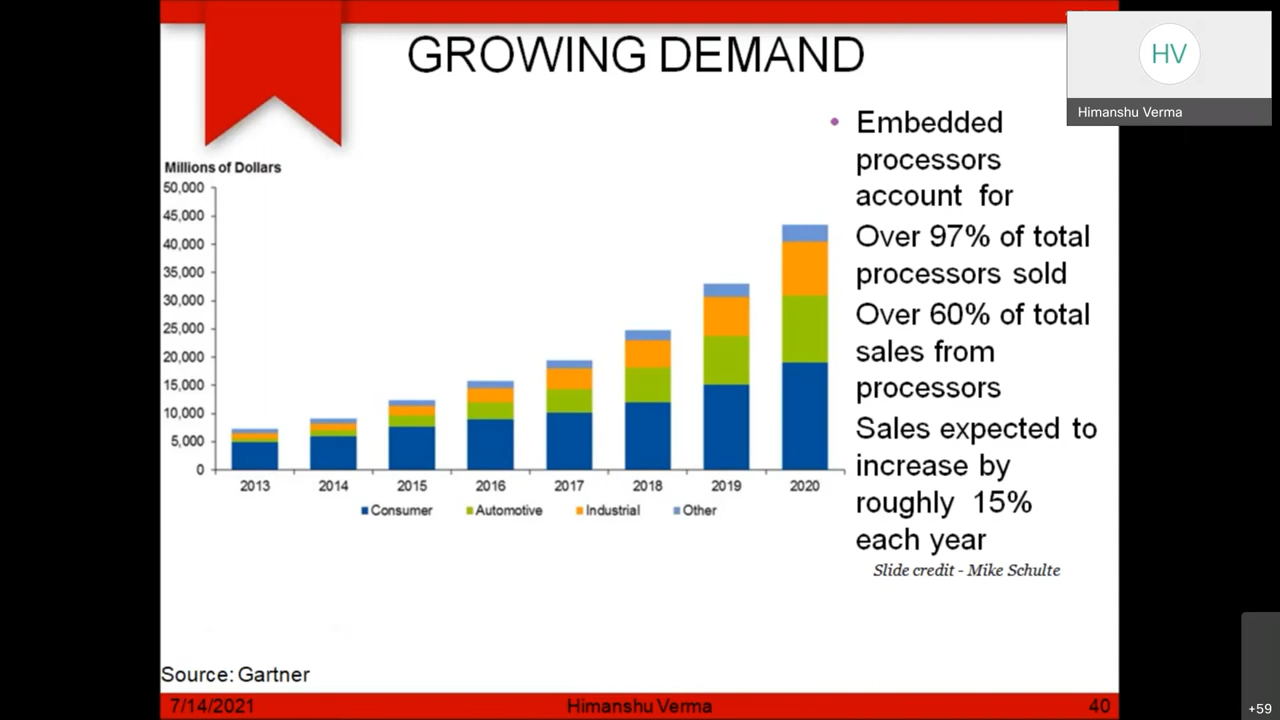 GROWING DEMAND
HV
Himanshu Verma
Millions of Dollars
50,000
45,000
40,000
35,000
30,000
25,000
20,000
15,000
10,000
5,000
0
2013 2014 2015 2016 2017 2018 2019 2020
Consumer Automotive Industrial Other
• Embedded
processors
account for
Over 97% of total
processors sold
Over 60% of total
sales from
processors
Sales expected to
increase by
roughly 15%
each year
Slide credit - Mike Schulte
Source: Gartner
7/14/2021 Himanshu Verma 40
+59